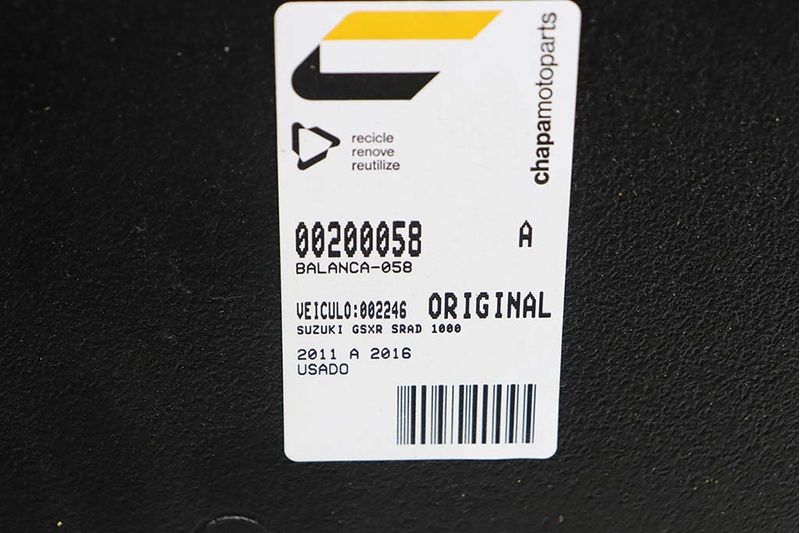 chapamotoparts
recicle
renove
reutilize
00200058 A
BALANCA-058
VEICULO:002246 ORIGINAL
SUZUKI GSXR SRAD 1000
2011 A 2016
USADO